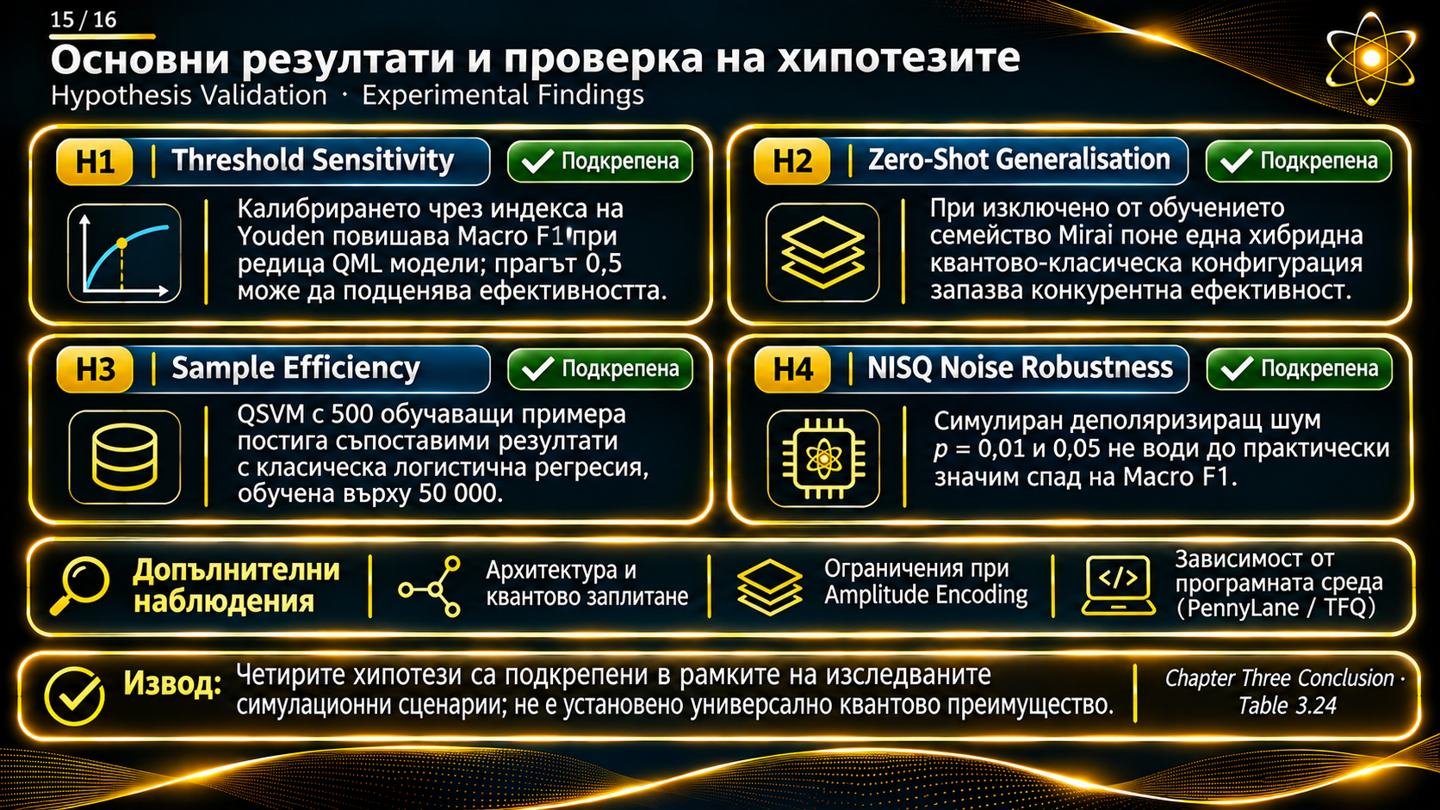 15 / 16
Основни резултати и проверка на хипотезите
Hypothesis Validation · Experimental Findings
H1 | Threshold Sensitivity
Подкрепена
Калибрирането чрез индекса на
Youden повишава Macro F1 при
редица QML модели; прагът 0,5
може да подценява ефективността.
H2 | Zero-Shot Generalisation
Подкрепена
При изключено от обучението
семейство Mirai поне една хибридна
квантово-класическа конфигурация
запазва конкурентна ефективност.
H3 | Sample Efficiency
Подкрепена
QSVM с 500 обучаващи примера
постига съпоставими резултати
с класическа логистична регресия,
обучена върху 50 000.
H4 | NISQ Noise Robustness
Подкрепена
Симулиран деполяризиращ шум
p = 0,01 и 0,05 не води до практически
значим спад на Macro F1.
Допълнителни
наблюдения
Архитектура и
квантово заплитане
Ограничения при
Amplitude Encoding
</>
Зависимост от
програмната среда
(PennyLane / TFQ)
Извод:
Четирите хипотези са подкрепени в рамките на изследваните
симулационни сценарии; не е установено универсално квантово преимущество.
Chapter Three Conclusion ·
Table 3.24